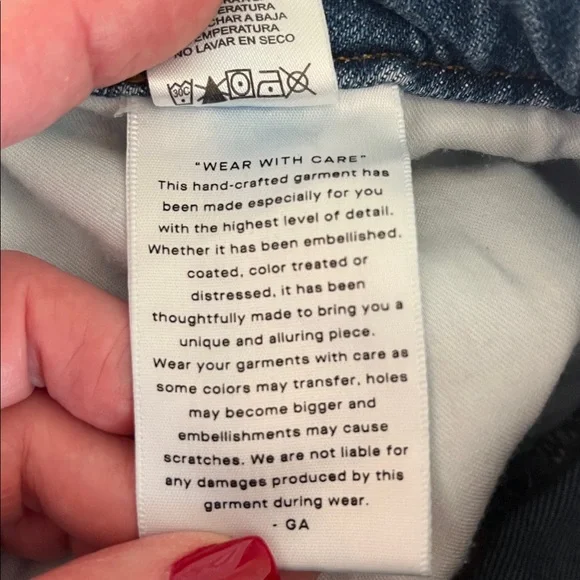 ERATURA
CHAR A BAJA
EMPERATURA
NO LAVAR EN SECO
30C
"WEAR WITH CARE"
This hand-crafted garment has
been made especially for you
with the highest level of detail.
Whether it has been embellished,
coated, color treated or
distressed, it has been
thoughtfully made to bring you a
unique and alluring piece.
Wear your garments with care as
some colors may transfer, holes
may become bigger and
embellishments may cause
scratches. We are not liable for
any damages produced by this
garment during wear.
- GA